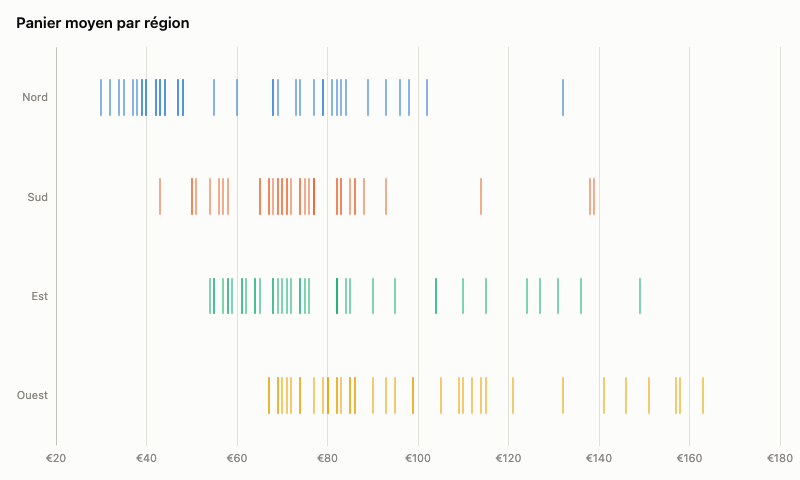 Panier moyen par région
Nord
Sud
Est
Ouest
€20 €40 €60 €80 €100 €120 €140 €160 €180